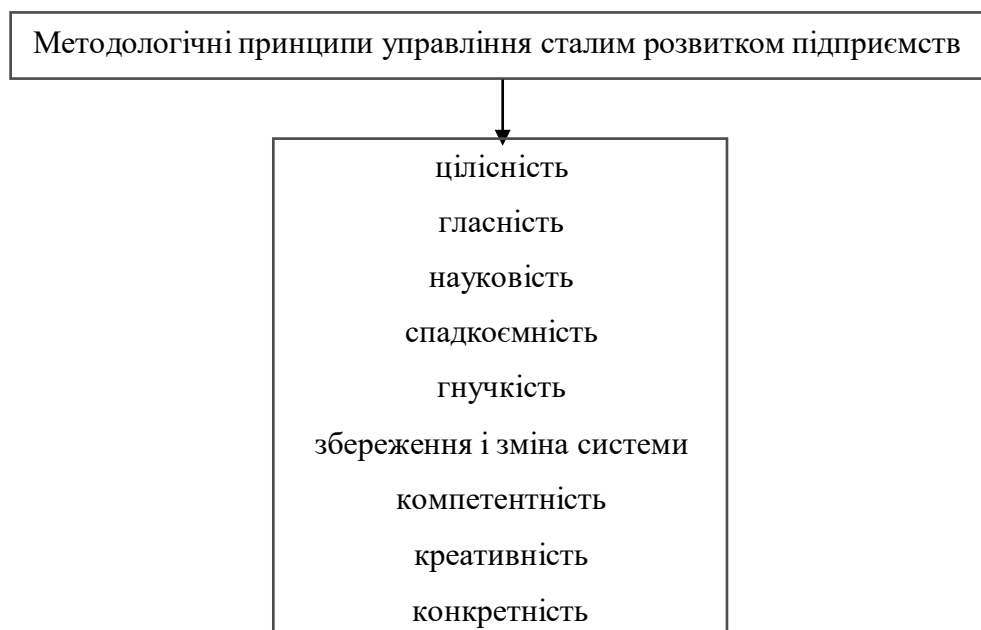 Методологічні принципи управління сталим розвитком підприємств
цілісність
гласність
науковість
спадкоємність
гнучкість
збереження і зміна системи
компетентність
креативність
конкретність